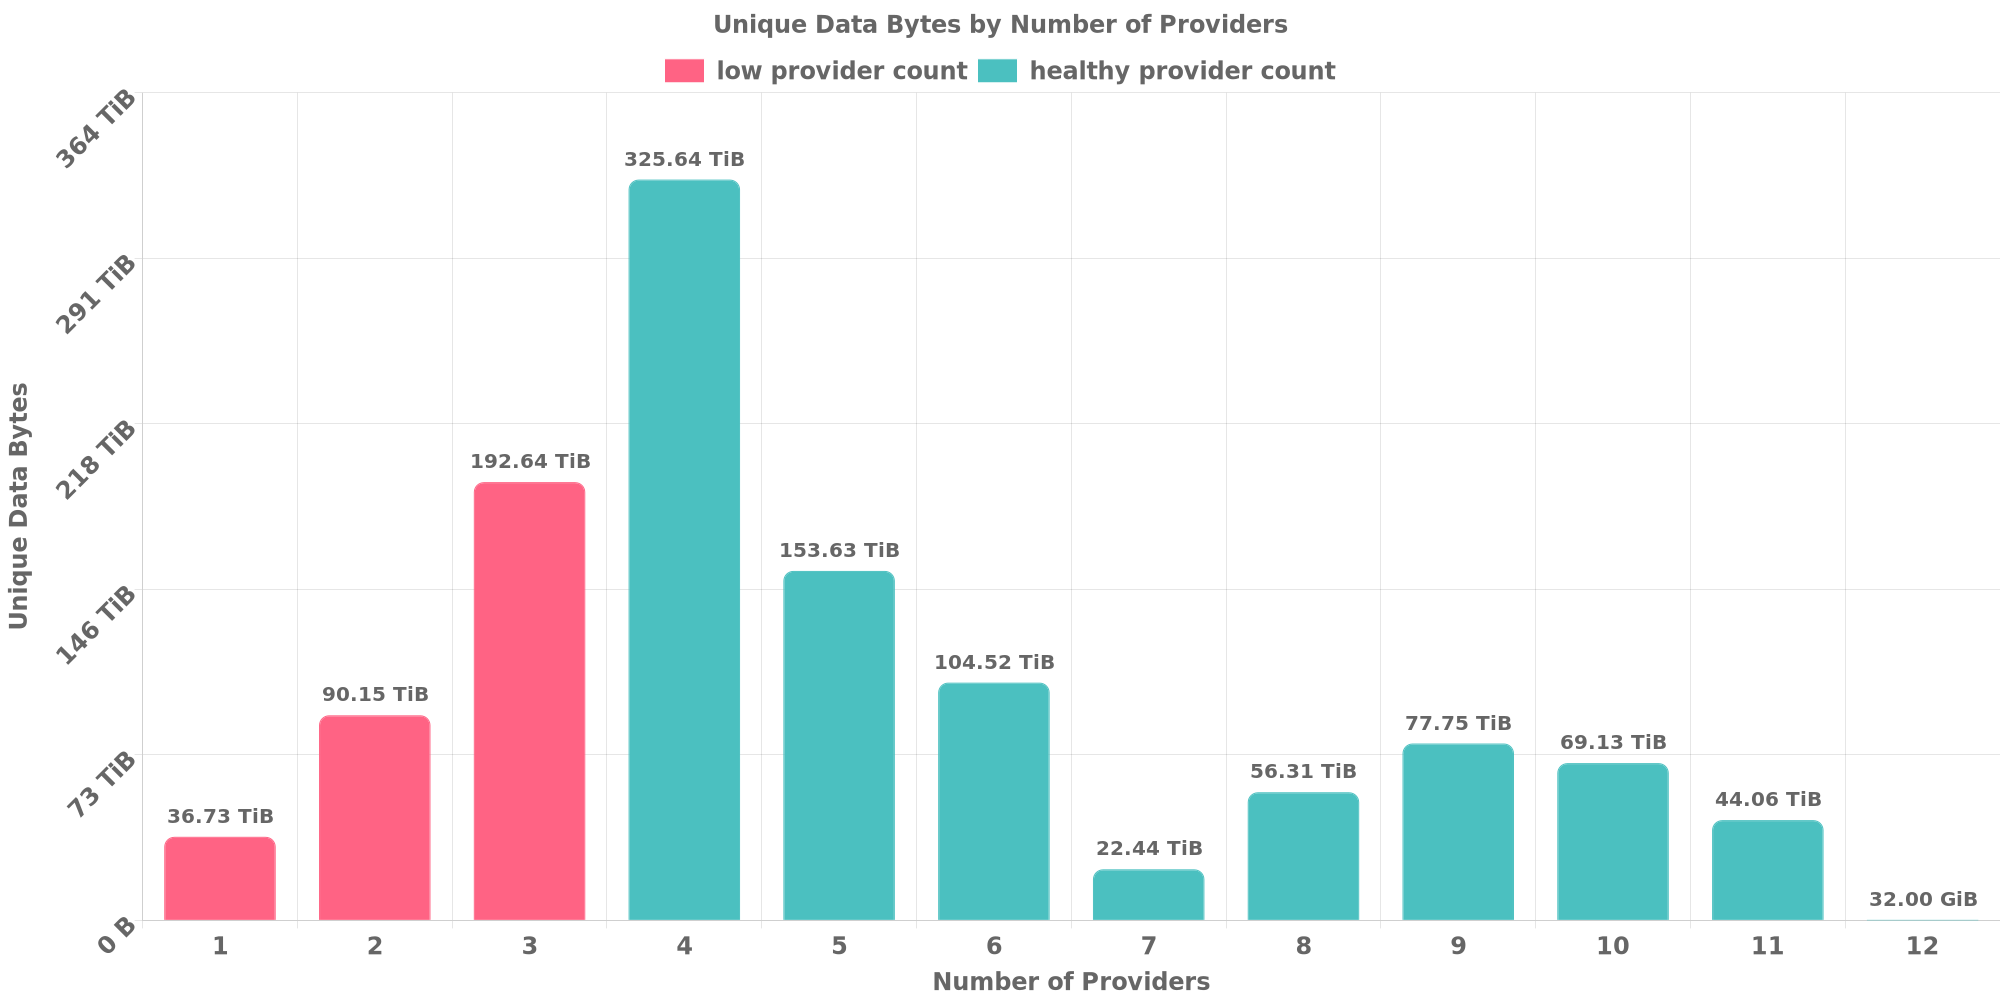 Unique Data Bytes by Number of Providers
low provider count healthy provider count
364 TiB
291 TiB
218 TiB
146 TiB
73 TiB
0 B
Unique Data Bytes
36.73 TiB
90.15 TiB
192.64 TiB
325.64 TiB
153.63 TiB
104.52 TiB
22.44 TiB
56.31 TiB
77.75 TiB
69.13 TiB
44.06 TiB
32.00 GiB
1 2 3 4 5 6 7 8 9 10 11 12
Number of Providers